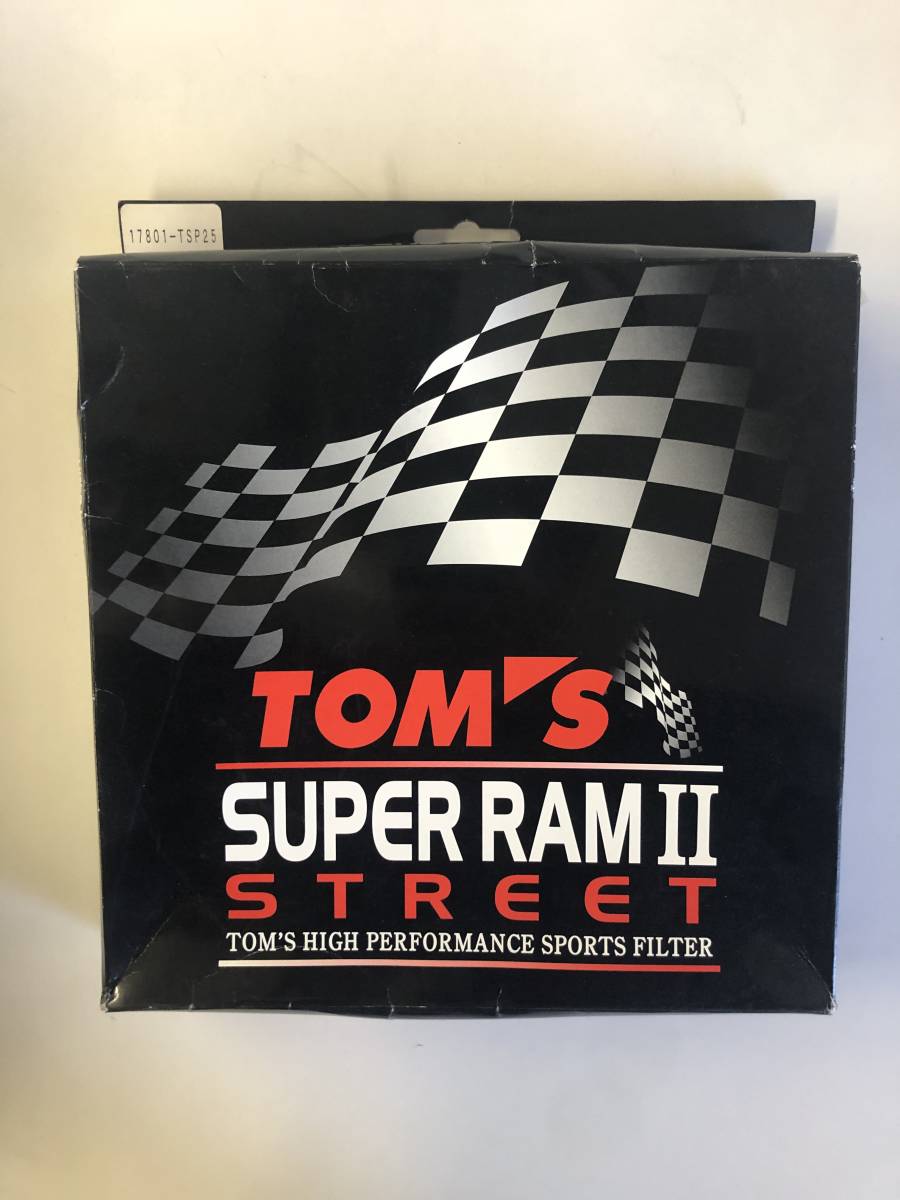 17801-TSP25
TOM'S
SUPER RAM II
STREET
TOM'S HIGH PERFORMANCE SPORTS FILTER